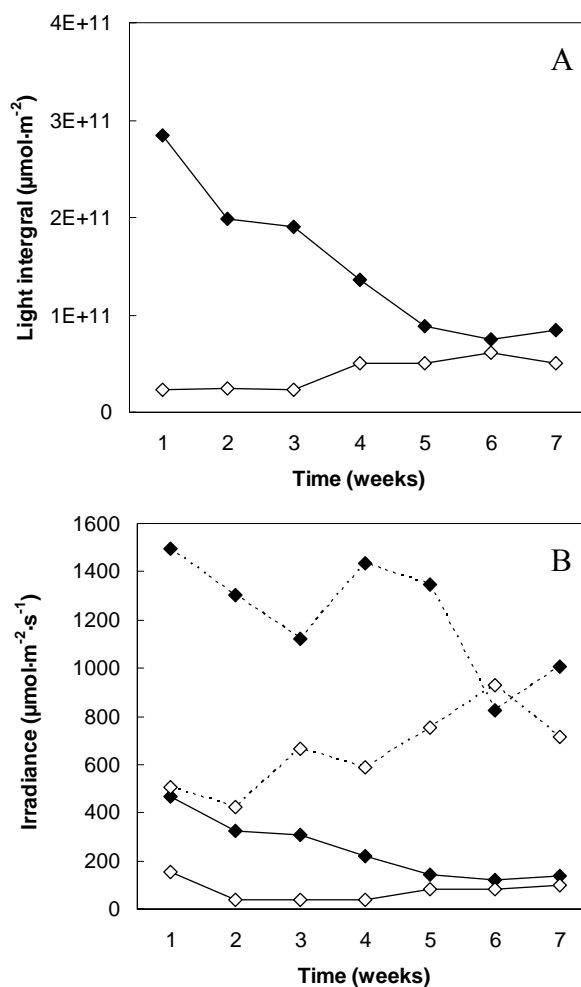 4E+11
A
3E+11
2E+11
1E+11
0
Light intergral (µmol·m⁻²)
1 2 3 4 5 6 7
Time (weeks)
1600
B
1400
1200
1000
800
600
400
200
0
Irradiance (µmol·m⁻²·s⁻¹)
1 2 3 4 5 6 7
Time (weeks)